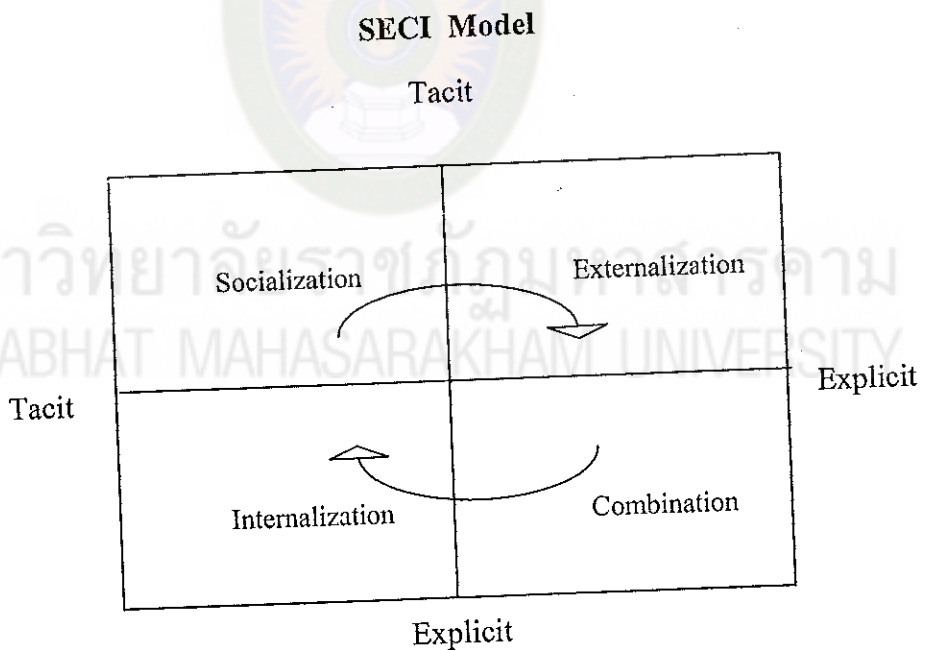 SECI Model
Tacit
Socialization
Externalization
าวิทยาลัยราชภัฏมหาสารคาม
ABHAT MAHASARAKHAM UNIVERSITY
Tacit
Explicit
Internalization
Combination
Explicit